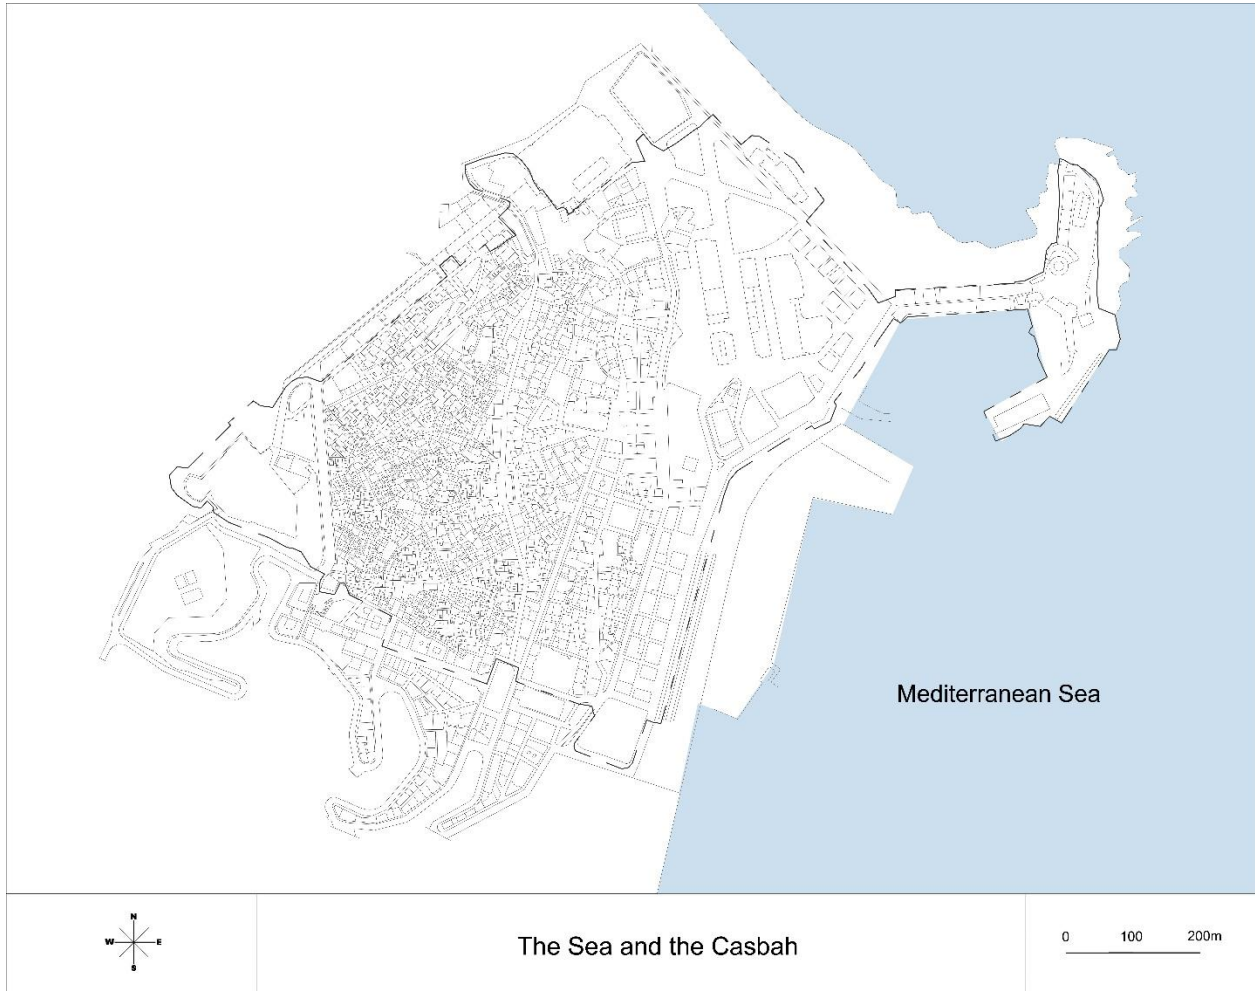 Mediterranean Sea
N
W E
S
The Sea and the Casbah
0 100 200m